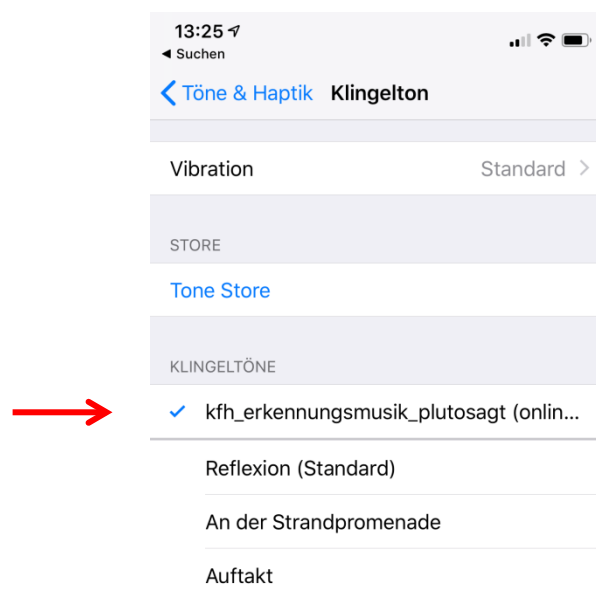 13:25
◀ Suchen
Töne & Haptik Klingelton
Vibration Standard
STORE
Tone Store
KLINGELTÖNE
kfh_erkennungsmusik_plutosagt (onlin...
Reflexion (Standard)
An der Strandpromenade
Auftakt